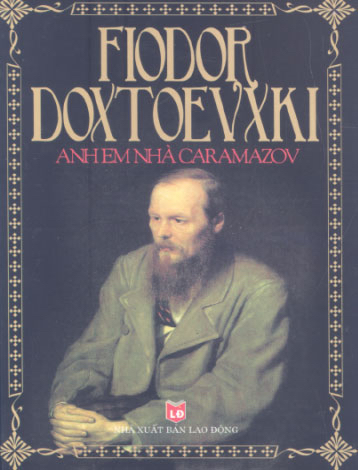 FIODOR
DOXTOEVXKI
ANH EM NHÀ CARAMAZOV
LĐ
NHÀ XUẤT BẢN LAO ĐỘNG